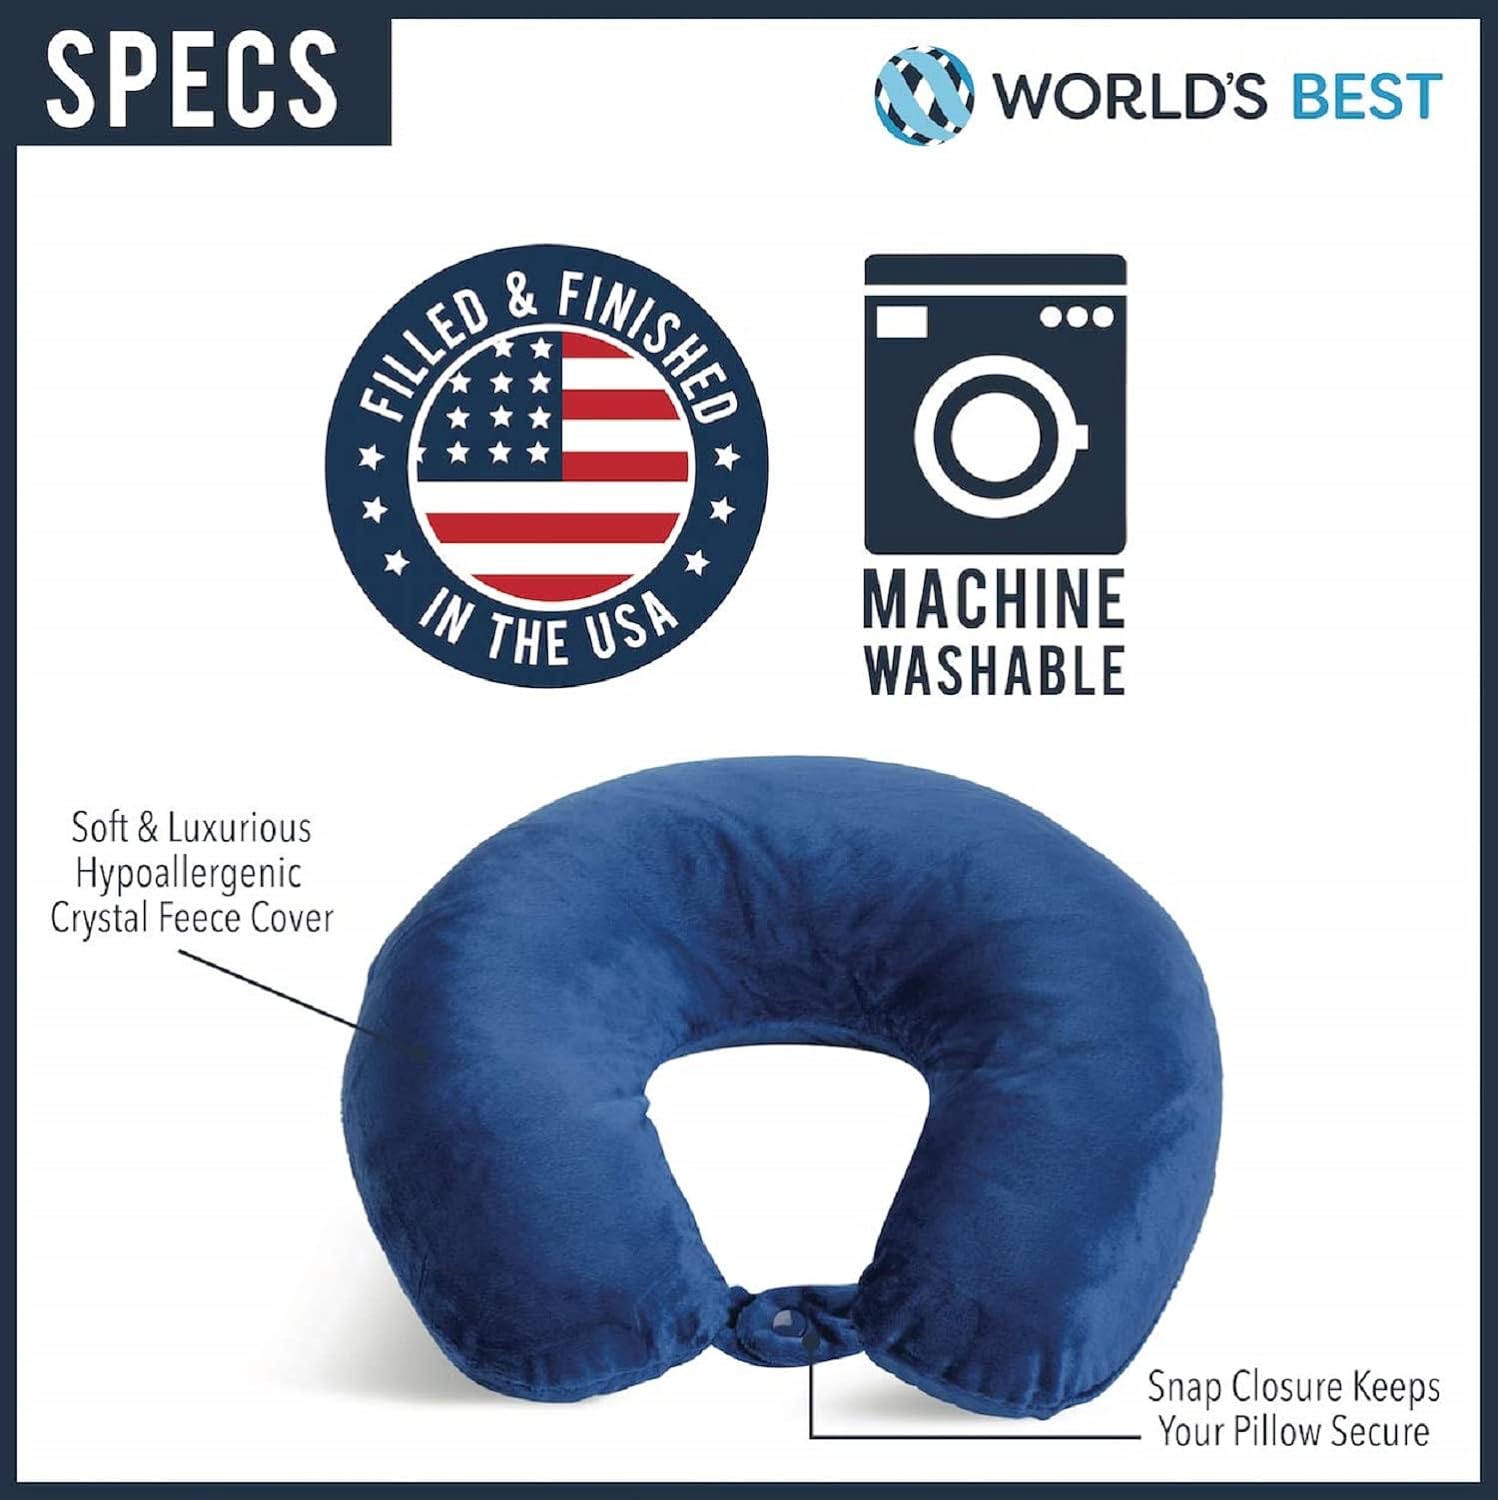 SPECS
WORLD'S BEST
FILLED & FINISHED
IN THE USA
MACHINE
WASHABLE
Soft & Luxurious
Hypoallergenic
Crystal Feece Cover
Snap Closure Keeps
Your Pillow Secure